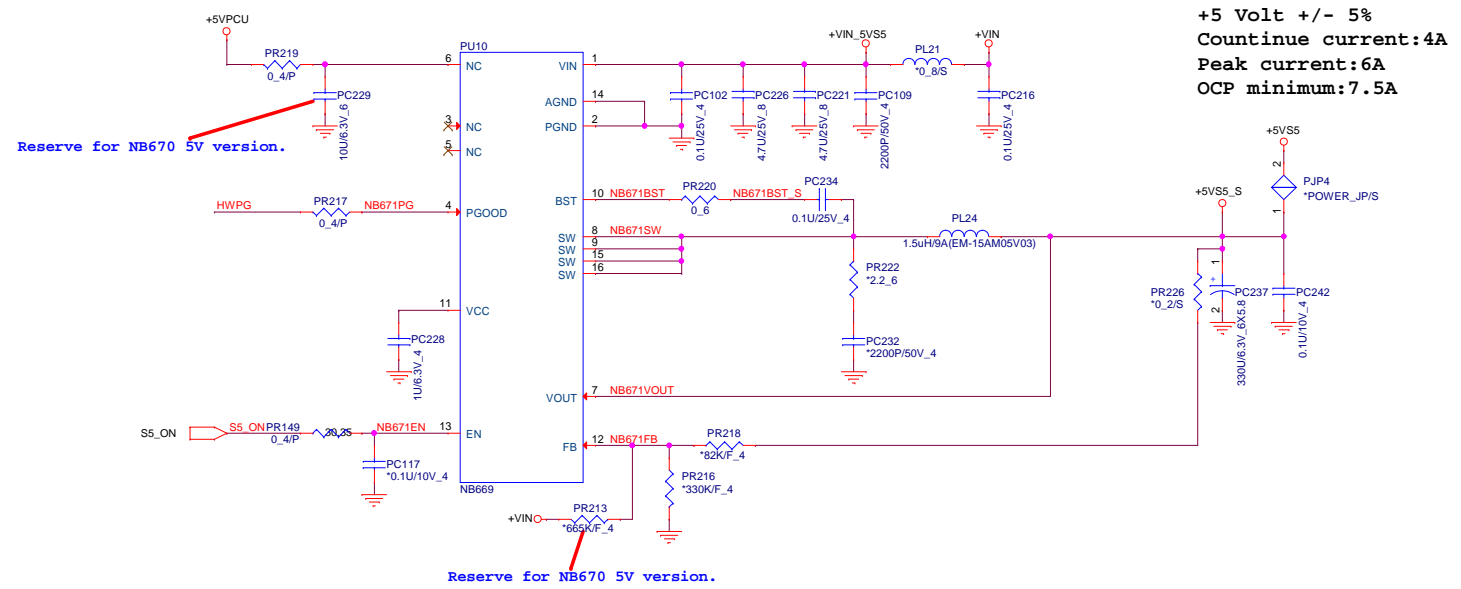 +5 Volt +/- 5%
Countinue current:4A
Peak current:6A
OCP minimum:7.5A
+5VPCU
PR219
0_4/P
PC229
10U/6.3V_6
Reserve for NB670 5V version.
PU10
6
NC
3
NC
5
NC
HWPG
PR217
0_4/P
NB671PG
4
PGOOD
11
VCC
PC228
1U/6.3V_4
S5_ON
S5_ON
PR149
0_4/P
30,35
NB671EN
13
EN
PC117
*0.1U/10V_4
NB669
VIN
1
AGND
14
PGND
2
BST
10
NB671BST
PR220
0_6
NB671BST_S
PC234
0.1U/25V_4
SW
8
NB671SW
SW
9
SW
15
SW
16
VOUT
7
NB671VOUT
FB
12
NB671FB
PC102
0.1U/25V_4
PC226
4.7U/25V_8
PC221
4.7U/25V_8
+VIN_5VS5
PC109
2200P/50V_4
PL21
*0_8/S
+VIN
PC216
0.1U/25V_4
PL24
1.5uH/9A(EM-15AM05V03)
PR222
*2.2_6
PC232
*2200P/50V_4
+5VS5
2
PJP4
*POWER_JP/S
1
+5VS5_S
PR226
*0_2/S
1
+
PC237
2
330U/6.3V_6X5.8
PC242
0.1U/10V_4
PR218
*82K/F_4
PR216
*330K/F_4
+VIN
PR213
*665K/F_4
Reserve for NB670 5V version.